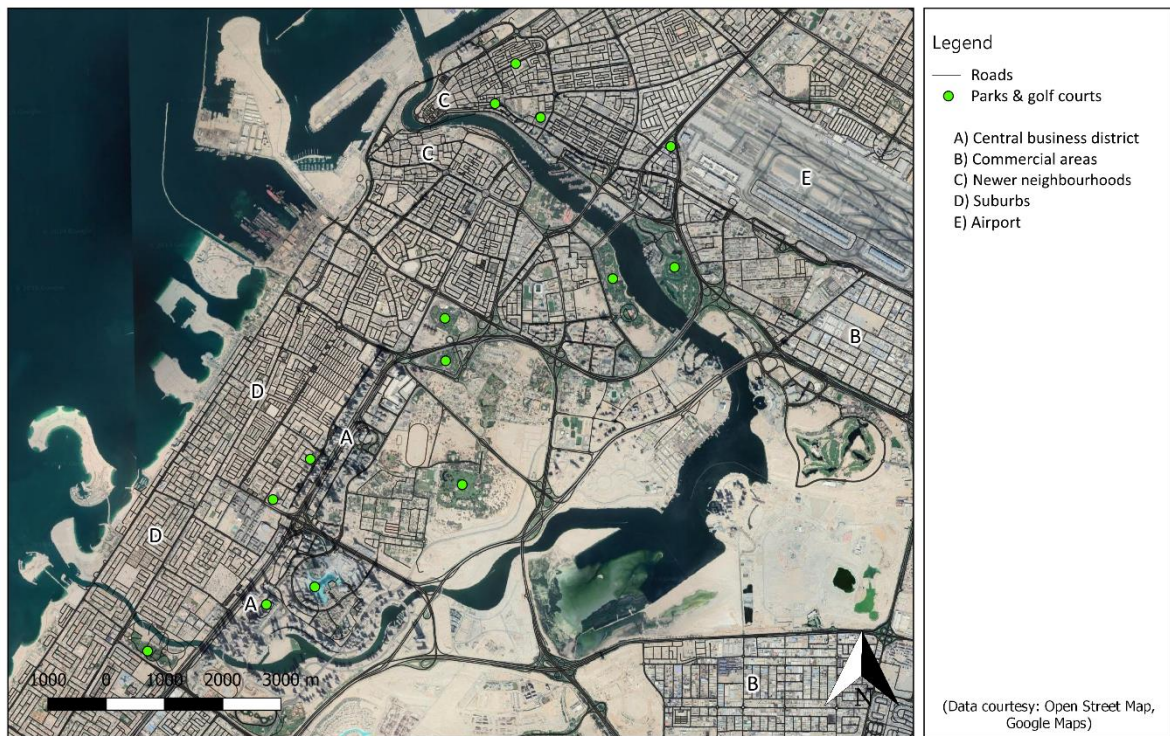 C
C
E
B
D
A
D
A
B
1000 0 1000 2000 3000 m
N
Legend
Roads
Parks & golf courts
A) Central business district
B) Commercial areas
C) Newer neighbourhoods
D) Suburbs
E) Airport
(Data courtesy: Open Street Map,
Google Maps)